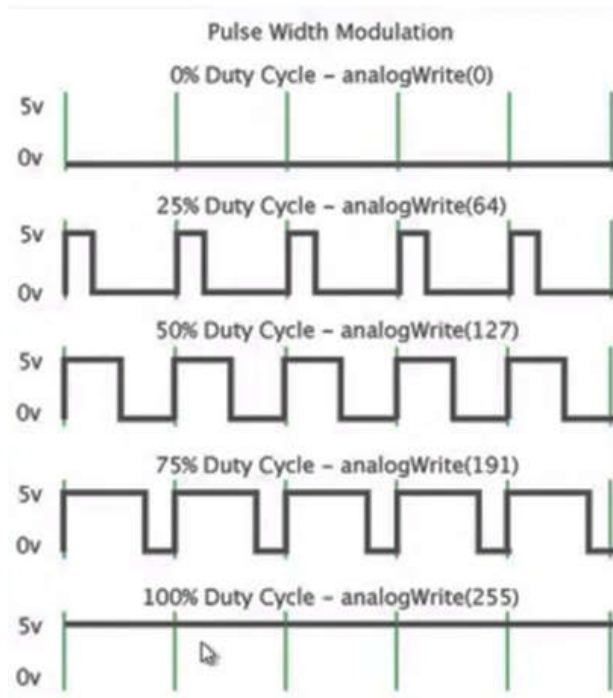 Pulse Width Modulation
0% Duty Cycle – analogWrite(0)
5v
0v
25% Duty Cycle – analogWrite(64)
5v
0v
50% Duty Cycle – analogWrite(127)
5v
0v
75% Duty Cycle – analogWrite(191)
5v
0v
100% Duty Cycle – analogWrite(255)
5v
0v